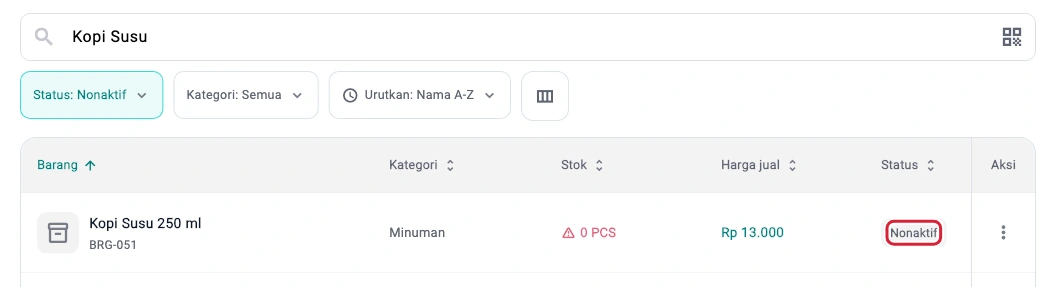 Kopi Susu
Status: Nonaktif
Kategori: Semua
Urutkan: Nama A-Z
Barang
Kategori
Stok
Harga jual
Status
Aksi
Kopi Susu 250 ml
BRG-051
Minuman
0 PCS
Rp 13.000
Nonaktif